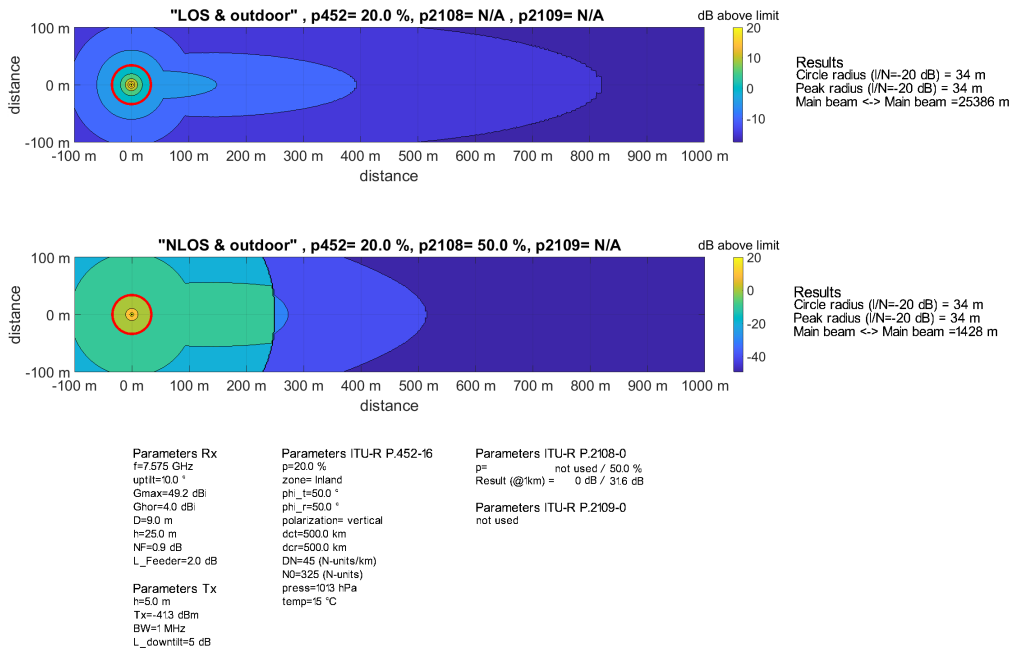 "LOS & outdoor" , p452= 20.0 %, p2108= N/A , p2109= N/A
dB above limit
100 m
0 m
-100 m
distance
-100 m 0 m 100 m 200 m 300 m 400 m 500 m 600 m 700 m 800 m 900 m 1000 m
distance
20
10
0
-10
Results
Circle radius (I/N=-20 dB) = 34 m
Peak radius (I/N=-20 dB) = 34 m
Main beam <-> Main beam =25386 m
"NLOS & outdoor" , p452= 20.0 %, p2108= 50.0 %, p2109= N/A
dB above limit
100 m
0 m
-100 m
distance
-100 m 0 m 100 m 200 m 300 m 400 m 500 m 600 m 700 m 800 m 900 m 1000 m
distance
20
0
-20
-40
Results
Circle radius (I/N=-20 dB) = 34 m
Peak radius (I/N=-20 dB) = 34 m
Main beam <-> Main beam =1428 m
Parameters Rx
f=7.575 GHz
uptilt=10.0 °
Gmax=49.2 dBi
Ghor=4.0 dBi
D=9.0 m
h=25.0 m
NF=0.9 dB
L_Feeder=2.0 dB
Parameters Tx
h=5.0 m
Tx=-41.3 dBm
BW=1 MHz
L_downtilt=5 dB
Parameters ITU-R P.452-16
p=20.0 %
zone= Inland
phi_t=50.0 °
phi_r=50.0 °
polarization= vertical
dct=500.0 km
dcr=500.0 km
DN=45 (N-units/km)
N0=325 (N-units)
press=1013 hPa
temp=15 °C
Parameters ITU-R P.2108-0
p= not used / 50.0 %
Result (@1km) = 0 dB / 31.6 dB
Parameters ITU-R P.2109-0
not used